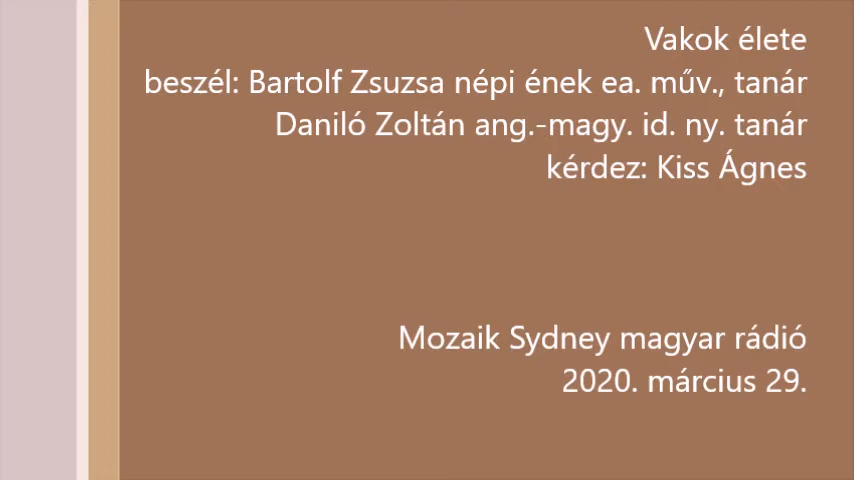 Vakok élete
beszél: Bartolf Zsuzsa népi ének ea. műv., tanár
Daniló Zoltán ang.-magy. id. ny. tanár
kérdez: Kiss Ágnes
Mozaik Sydney magyar rádió
2020. március 29.